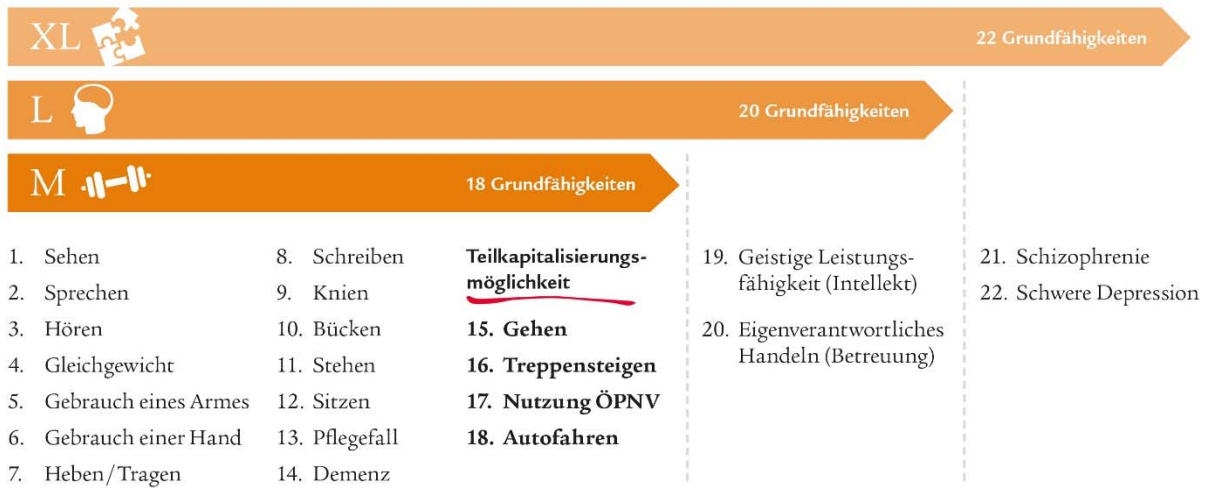 XL
22 Grundfähigkeiten
L
20 Grundfähigkeiten
M
18 Grundfähigkeiten
1. Sehen
2. Sprechen
3. Hören
4. Gleichgewicht
5. Gebrauch eines Armes
6. Gebrauch einer Hand
7. Heben/Tragen
8. Schreiben
9. Knien
10. Bücken
11. Stehen
12. Sitzen
13. Pflegefall
14. Demenz
Teilkapitalisierungs-
möglichkeit
15. Gehen
16. Treppensteigen
17. Nutzung ÖPNV
18. Autofahren
19. Geistige Leistungs-
fähigkeit (Intellekt)
20. Eigenverantwortliches
Handeln (Betreuung)
21. Schizophrenie
22. Schwere Depression